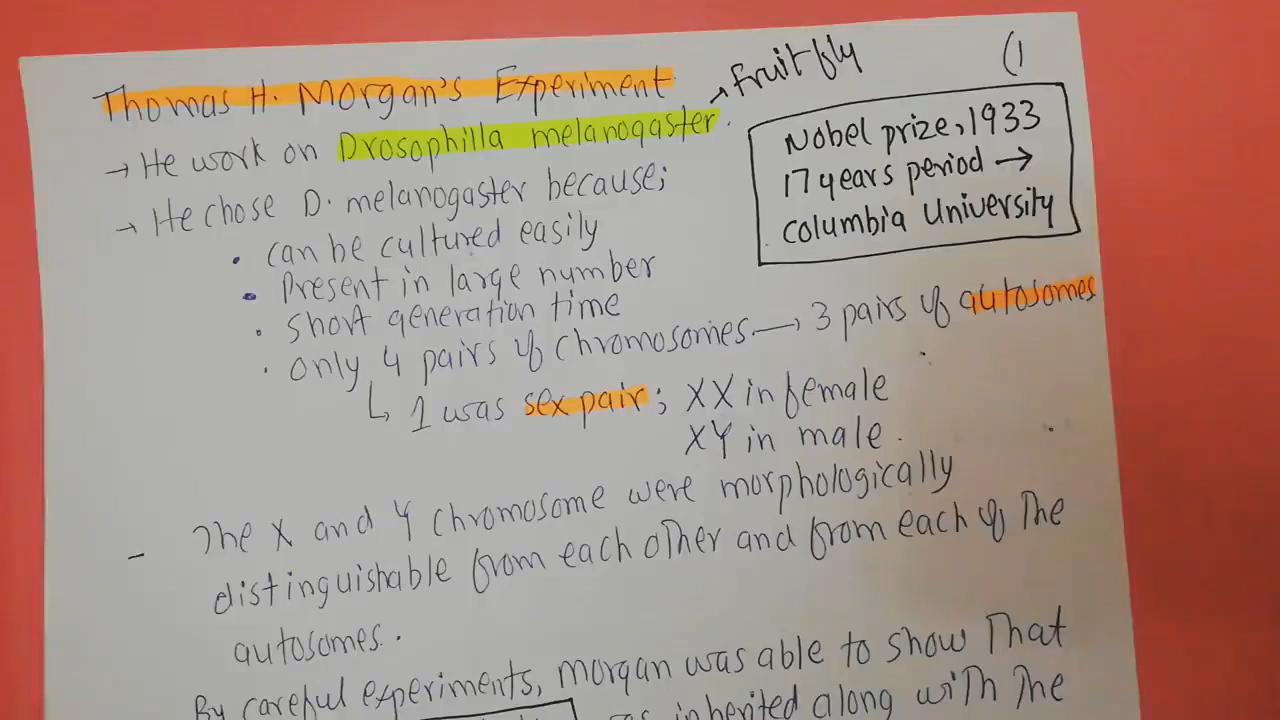 (1
Thomas H. Morgan's Experiment
→ He work on Drosophilla melanogaster. → fruit fly
Nobel prize, 1933
17 years period →
Columbia University
→ He chose D. melanogaster because;
• can be cultured easily
• Present in large number
• Short generation time
• only 4 pairs of chromosomes → 3 pairs of autosomes
↳ 1 was sex pair; XX in female
XY in male.
- The X and Y chromosome were morphologically
distinguishable from each other and from each of the
autosomes.
By careful experiments, Morgan was able to show That
inherited along with The